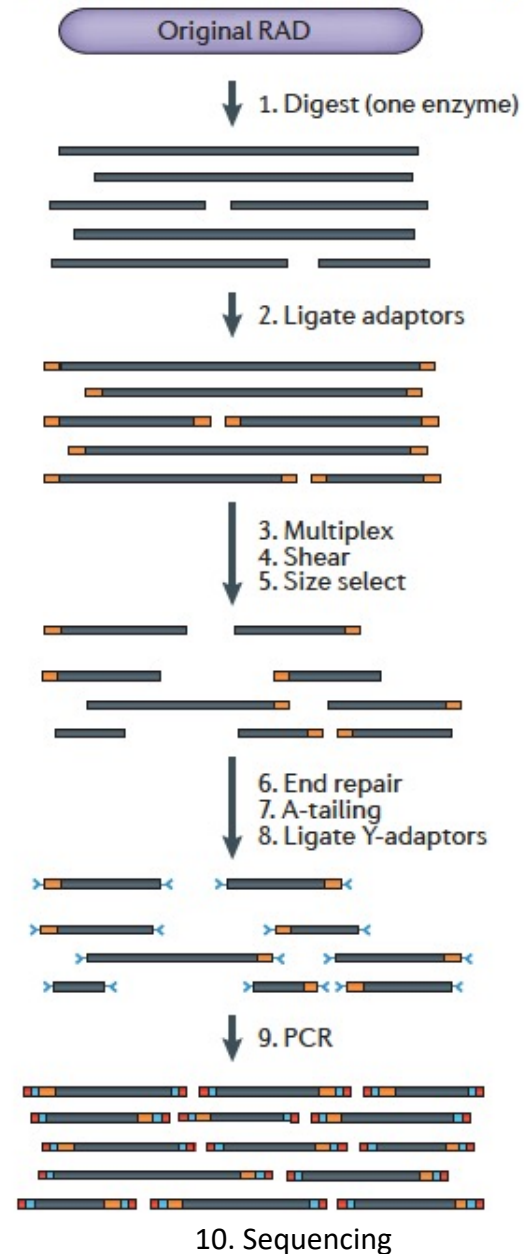 Original RAD
1. Digest (one enzyme)
2. Ligate adaptors
3. Multiplex
4. Shear
5. Size select
6. End repair
7. A-tailing
8. Ligate Y-adaptors
9. PCR
10. Sequencing